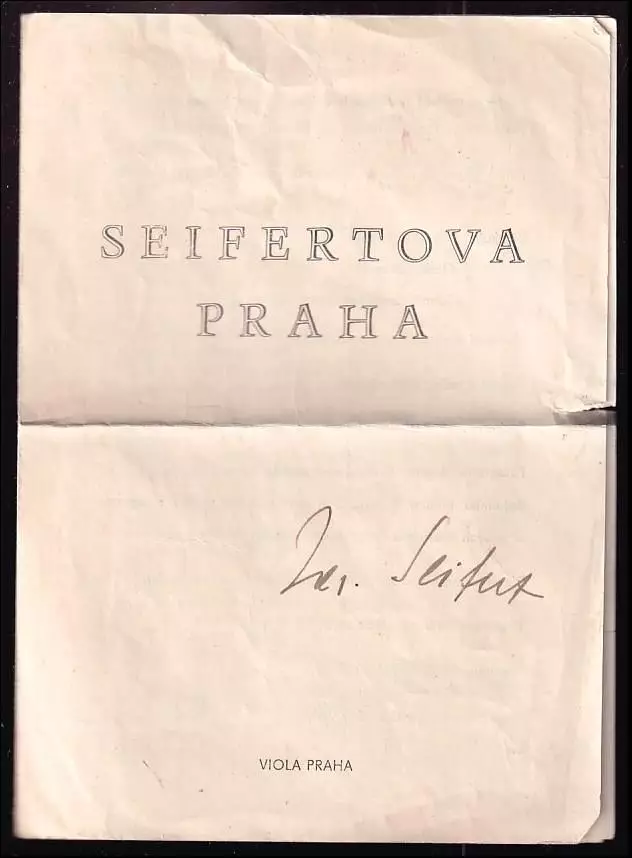 SEIFERTOVA
PRAHA
Jar. Seifert
VIOLA PRAHA